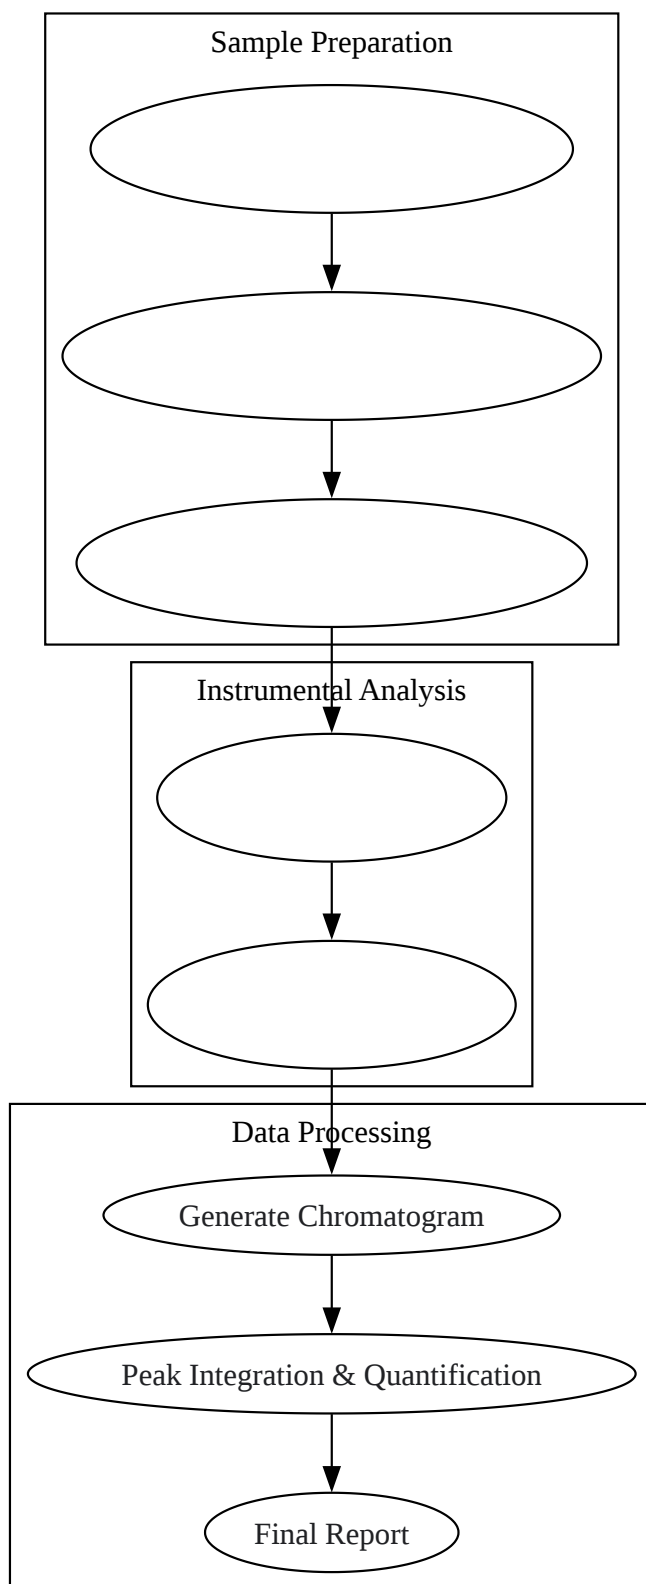 Sample Preparation
Instrumental Analysis
Data Processing
Generate Chromatogram
Peak Integration & Quantification
Final Report